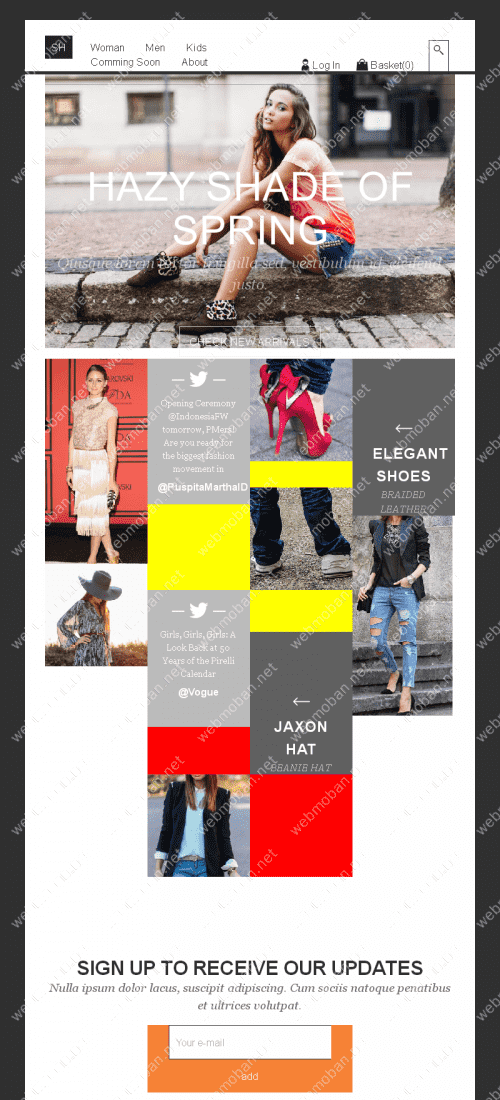 SH
Woman Men Kids
Comming Soon About
Log In Basket(0)
HAZY SHADE OF
SPRING
Quisque lorem tortor fringilla sed, vestibulum id, eleifend
justo.
CHECK NEW ARRIVALS
Opening Ceremony
@IndonesiaFW
tomorrow, PMeral!
Are you ready for
the biggest fashion
movement in
@PuspitaMarthaID
←
ELEGANT
SHOES
BRAIDED
LEATHER
Girls, Girls, Girls: A
Look Back at 50
Years of the Pirelli
Calendar
@Vogue
←
JAXON
HAT
BEANIE HAT
SIGN UP TO RECEIVE OUR UPDATES
Nulla ipsum dolor lacus, suscipit adipiscing. Cum sociis natoque penatibus
et ultrices volutpat.
Your e-mail
add
webmoban.net